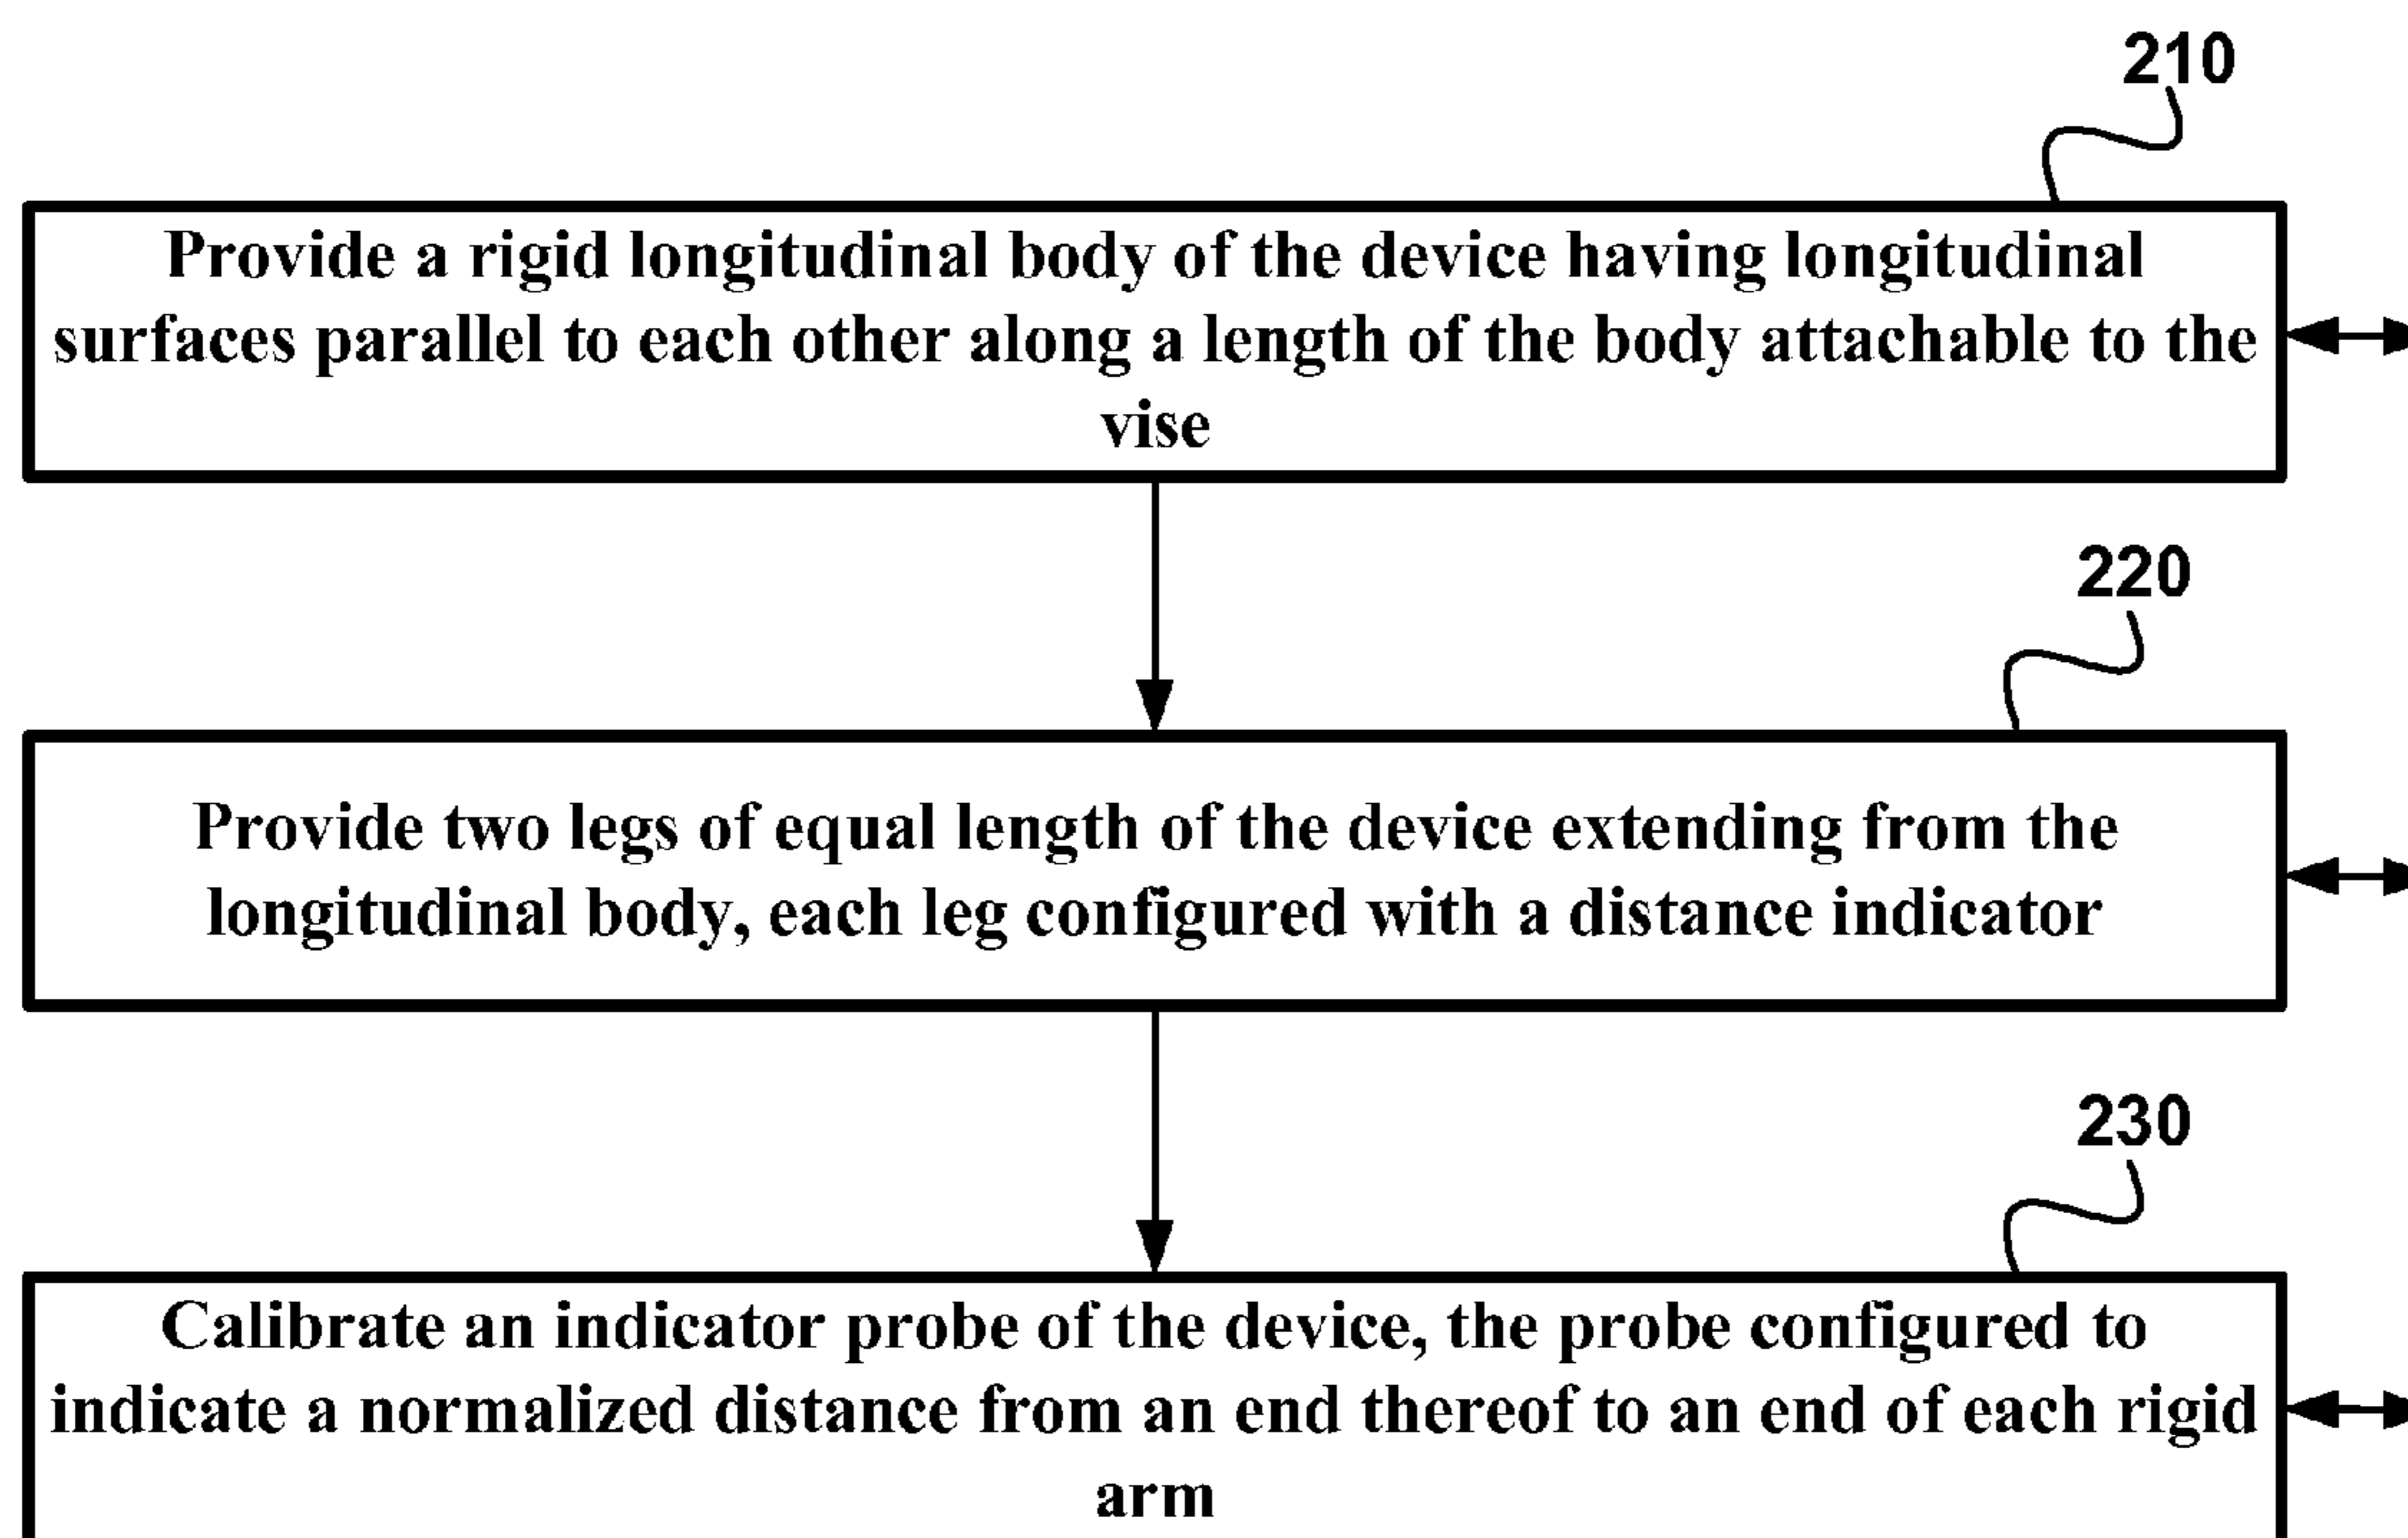 210
Provide a rigid longitudinal body of the device having longitudinal
surfaces parallel to each other along a length of the body attachable to the
vise
220
Provide two legs of equal length of the device extending from the
longitudinal body, each leg configured with a distance indicator
230
Calibrate an indicator probe of the device, the probe configured to
indicate a normalized distance from an end thereof to an end of each rigid
arm